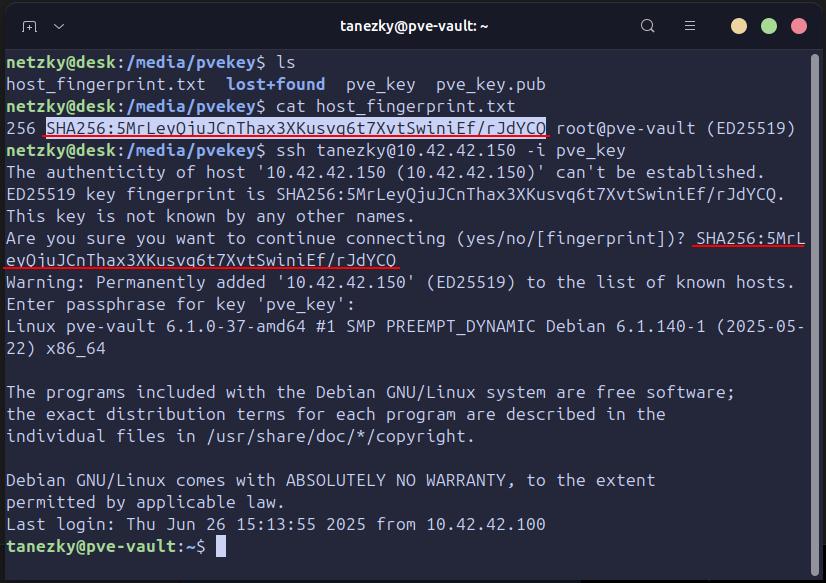 tanezky@pve-vault: ~
netzky@desk:/media/pvekey$ ls
host_fingerprint.txt  lost+found  pve_key  pve_key.pub
netzky@desk:/media/pvekey$ cat host_fingerprint.txt
256 SHA256:5MrLeyQjuJCnThax3XKusvq6t7XvtSwiniEf/rJdYCQ root@pve-vault (ED25519)
netzky@desk:/media/pvekey$ ssh tanezky@10.42.42.150 -i pve_key
The authenticity of host '10.42.42.150 (10.42.42.150)' can't be established.
ED25519 key fingerprint is SHA256:5MrLeyQjuJCnThax3XKusvq6t7XvtSwiniEf/rJdYCQ.
This key is not known by any other names.
Are you sure you want to continue connecting (yes/no/[fingerprint])? SHA256:5MrL
eyQjuJCnThax3XKusvq6t7XvtSwiniEf/rJdYCQ
Warning: Permanently added '10.42.42.150' (ED25519) to the list of known hosts.
Enter passphrase for key 'pve_key':
Linux pve-vault 6.1.0-37-amd64 #1 SMP PREEMPT_DYNAMIC Debian 6.1.140-1 (2025-05-
22) x86_64

The programs included with the Debian GNU/Linux system are free software;
the exact distribution terms for each program are described in the
individual files in /usr/share/doc/*/copyright.

Debian GNU/Linux comes with ABSOLUTELY NO WARRANTY, to the extent
permitted by applicable law.
Last login: Thu Jun 26 15:13:55 2025 from 10.42.42.100
tanezky@pve-vault:~$